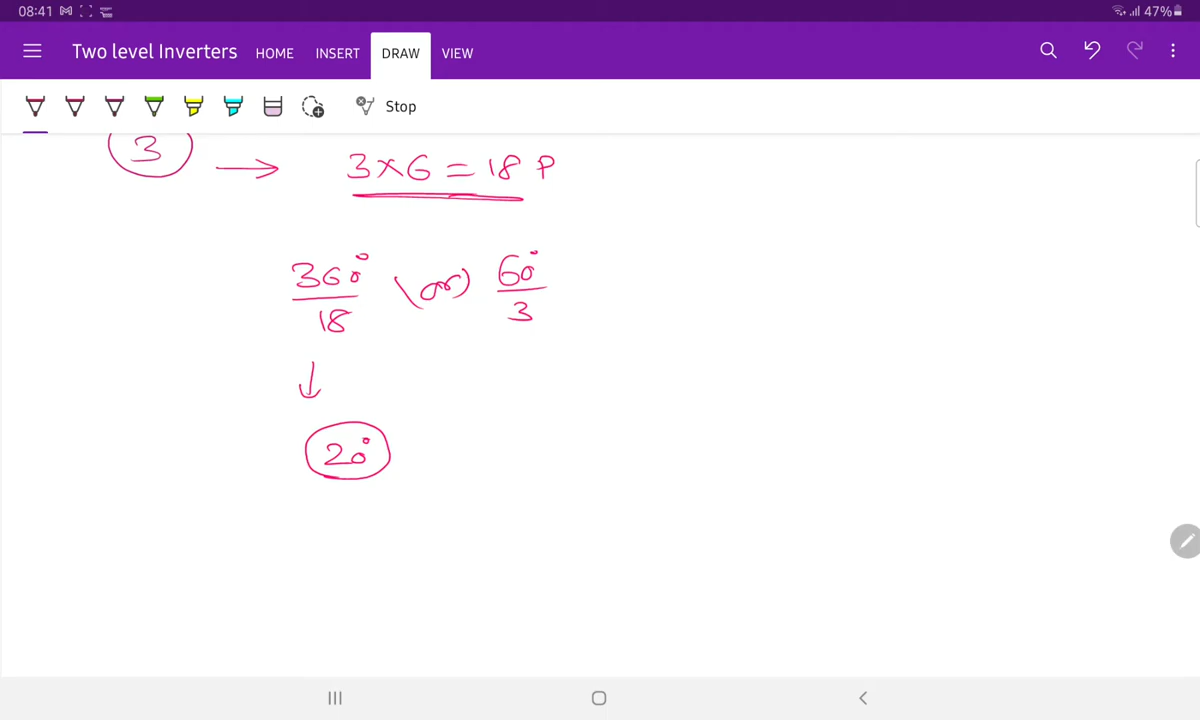 08:41 47%
Two level Inverters HOME INSERT DRAW VIEW
Stop
3 → 3×6 = 18 P
360°/18 (or) 60°/3
↓
20°